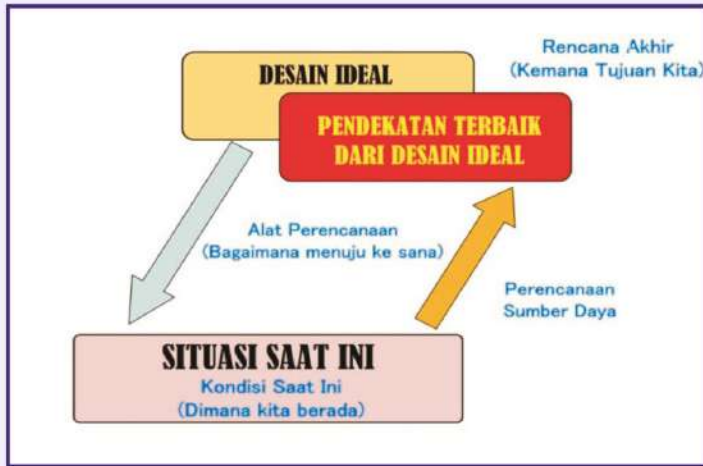 Rencana Akhir
(Kemana Tujuan Kita)
DESAIN IDEAL
PENDEKATAN TERBAIK
DARI DESAIN IDEAL
Alat Perencanaan
(Bagaimana menuju ke sana)
Perencanaan
Sumber Daya
SITUASI SAAT INI
Kondisi Saat Ini
(Dimana kita berada)